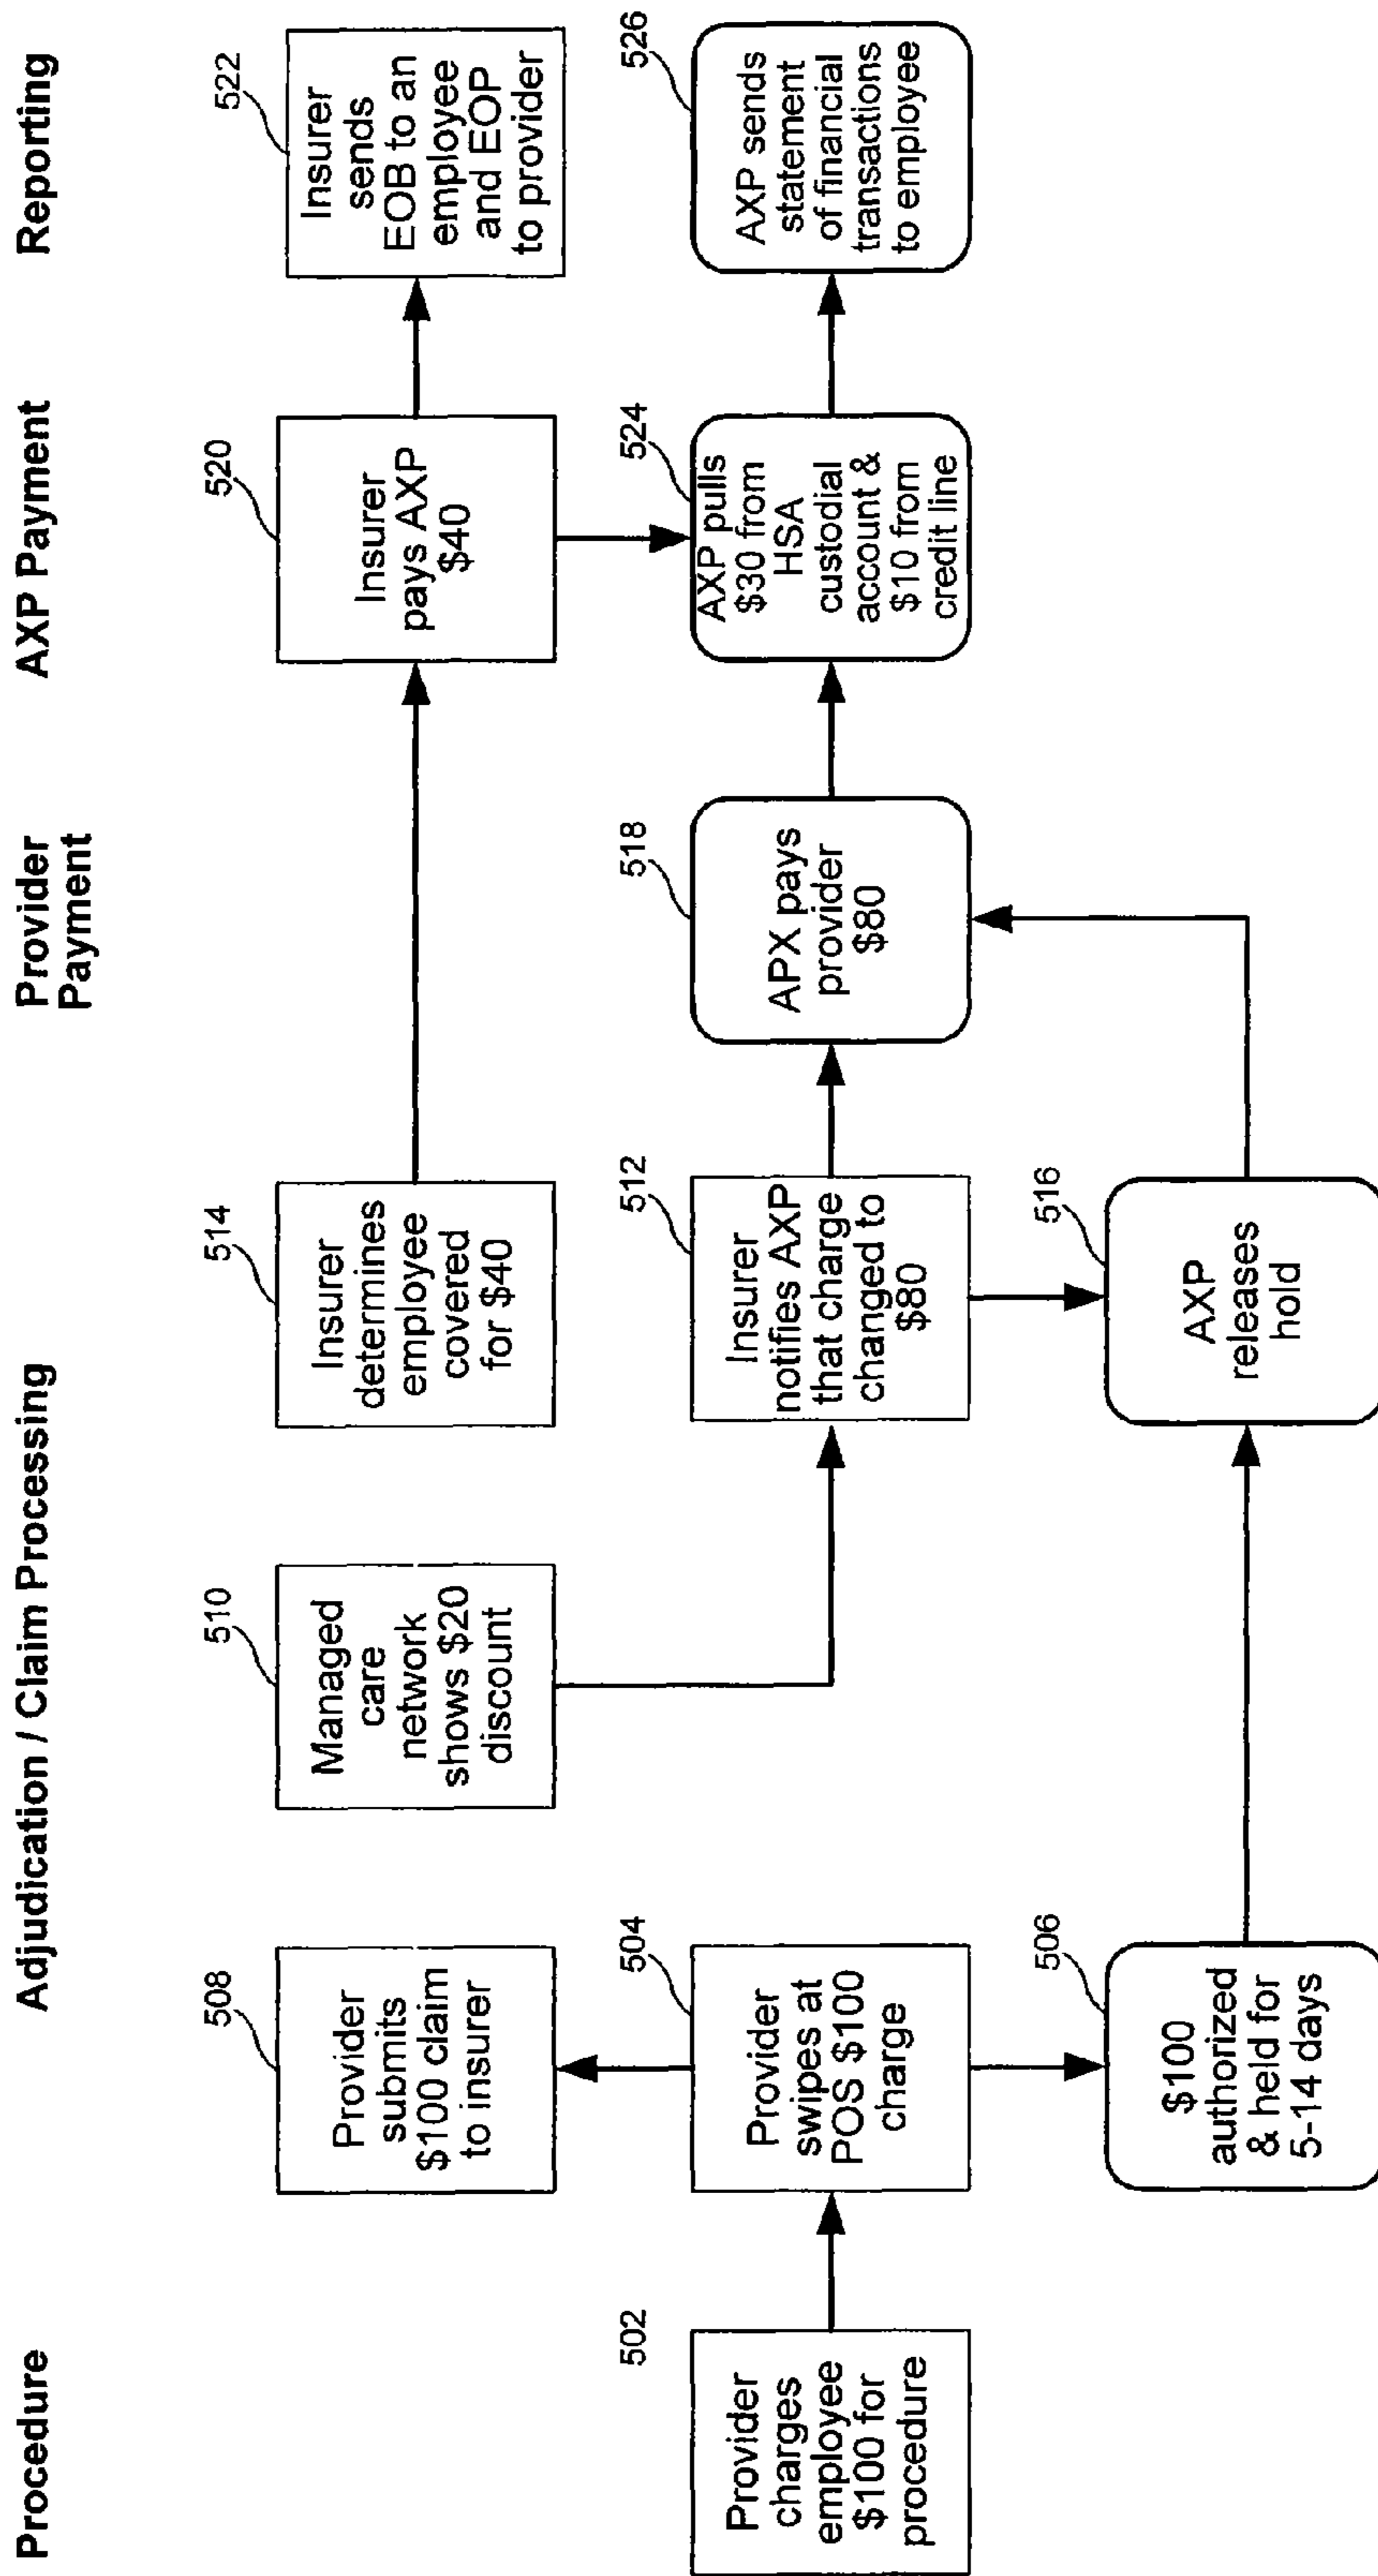 Procedure
Adjudication / Claim Processing
Provider
Payment
AXP Payment
Reporting
502
Provider
charges
employee
$100 for
procedure
508
Provider
submits
$100 claim
to insurer
504
Provider
swipes at
POS $100
charge
506
$100
authorized
& held for
5-14 days
510
Managed
care
network
shows $20
discount
514
Insurer
determines
employee
covered
for $40
512
Insurer
notifies AXP
that charge
changed to
$80
516
AXP
releases
hold
518
APX pays
provider
$80
520
Insurer
pays AXP
$40
524
AXP pulls
$30 from
HSA
custodial
account &
$10 from
credit line
522
Insurer
sends
EOB to an
employee
and EOP
to provider
526
AXP sends
statement
of financial
transactions
to employee